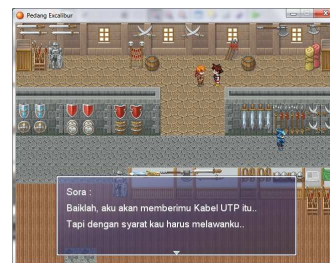 Pedang Excalibur
Sora :
Baiklah, aku akan memberimu Kabel UTP itu..
Tapi dengan syarat kau harus melawanku..